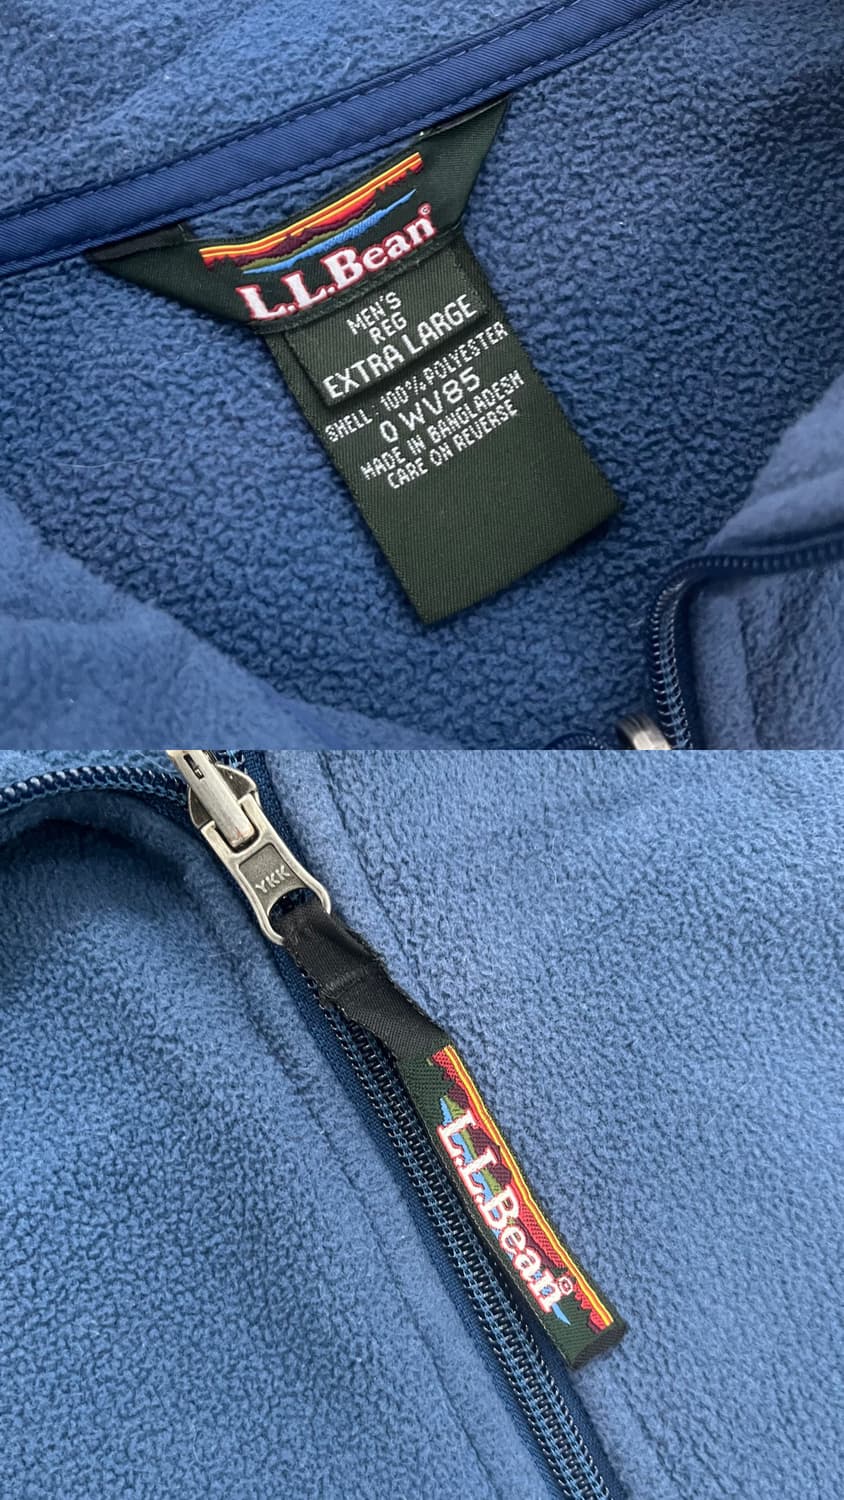 L.L.Bean®
MEN'S
REG
EXTRA LARGE
SHELL : 100% POLYESTER
0WV85
MADE IN BANGLADESH
CARE ON REVERSE
YKK
L.L.Bean®